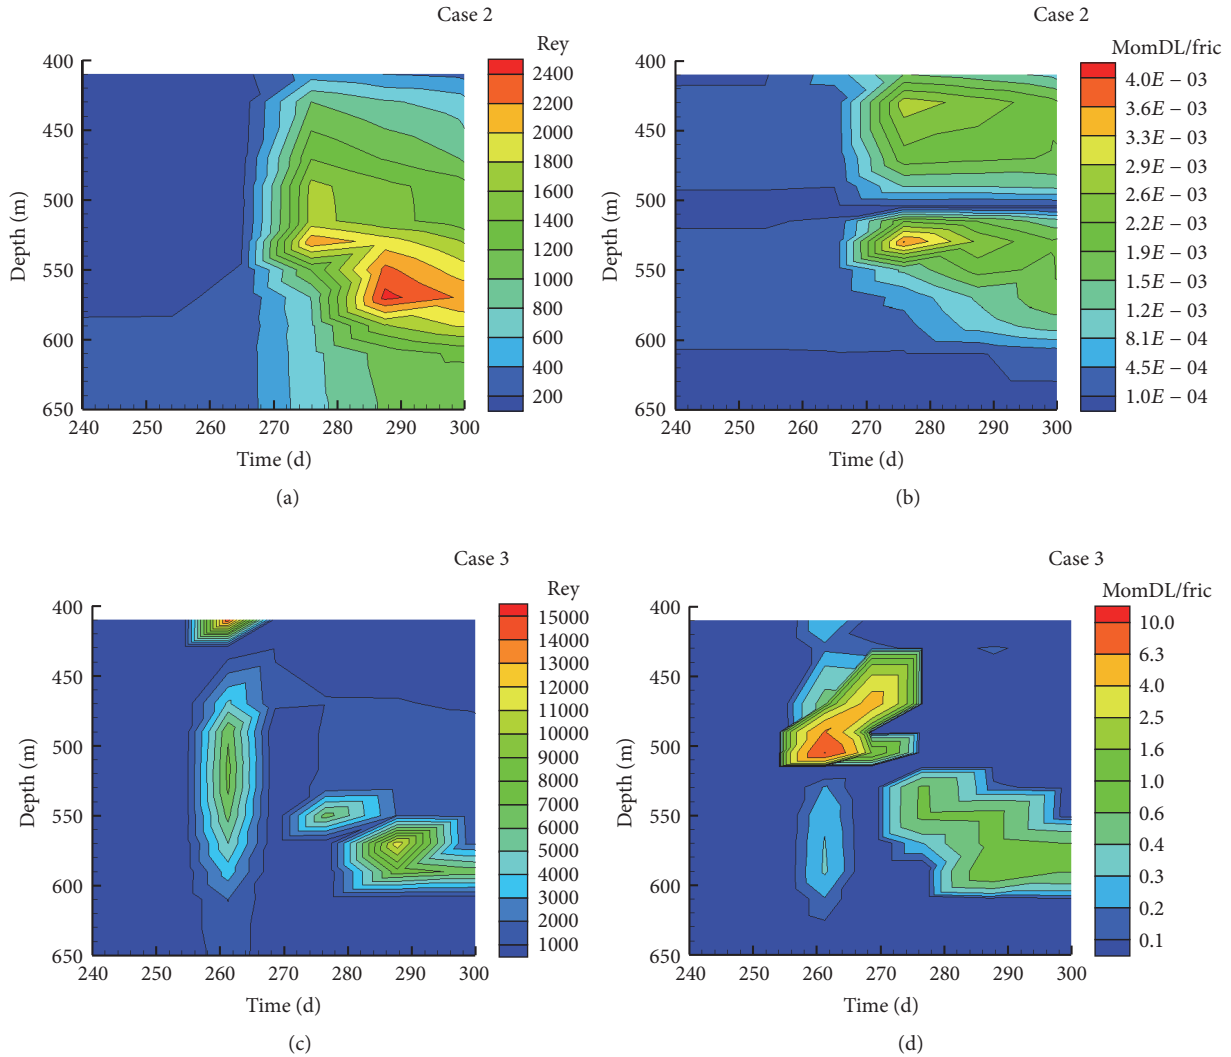 Case 2
Rey
400
450
500
550
600
650
Depth (m)
240 250 260 270 280 290 300
Time (d)
2400
2200
2000
1800
1600
1400
1200
1000
800
600
400
200
(a)
Case 2
MomDL/fric
400
450
500
550
600
650
Depth (m)
240 250 260 270 280 290 300
Time (d)
4.0E − 03
3.6E − 03
3.3E − 03
2.9E − 03
2.6E − 03
2.2E − 03
1.9E − 03
1.5E − 03
1.2E − 03
8.1E − 04
4.5E − 04
1.0E − 04
(b)
Case 3
Rey
400
450
500
550
600
650
Depth (m)
240 250 260 270 280 290 300
Time (d)
15000
14000
13000
12000
11000
10000
9000
8000
7000
6000
5000
4000
3000
2000
1000
(c)
Case 3
MomDL/fric
400
450
500
550
600
650
Depth (m)
240 250 260 270 280 290 300
Time (d)
10.0
6.3
4.0
2.5
1.6
1.0
0.6
0.4
0.3
0.2
0.1
(d)